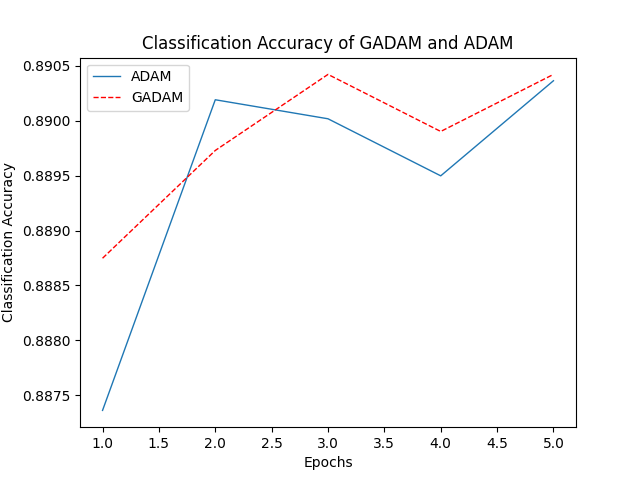 Classification Accuracy of GADAM and ADAM
ADAM
GADAM
Classification Accuracy
0.8905
0.8900
0.8895
0.8890
0.8885
0.8880
0.8875
1.0 1.5 2.0 2.5 3.0 3.5 4.0 4.5 5.0
Epochs